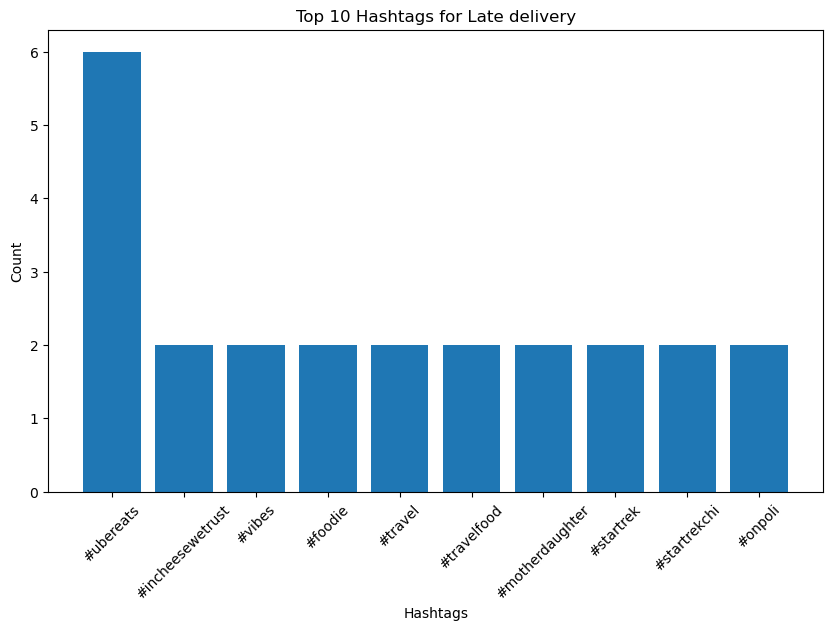 Top 10 Hashtags for Late delivery
Count
6
5
4
3
2
1
0
#ubereats
#incheesewetrust
#vibes
#foodie
#travel
#travelfood
#motherdaughter
#startrek
#startrekchi
#onpoli
Hashtags